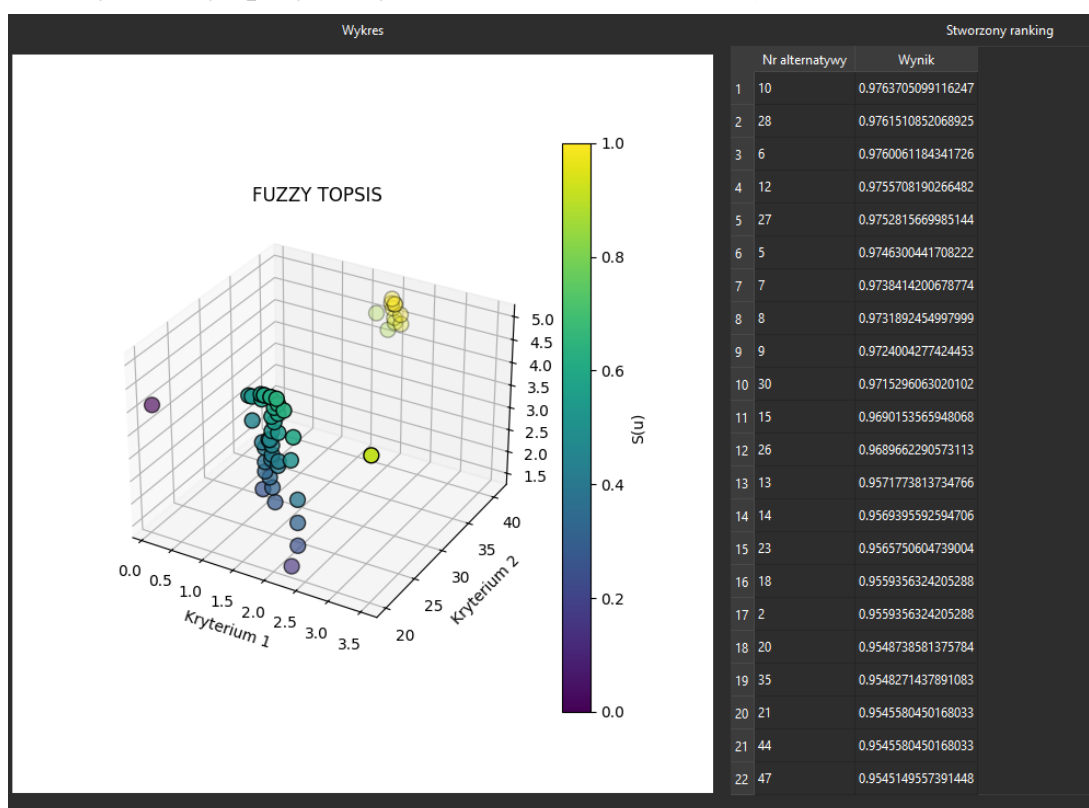 Wykres
Stworzony ranking
FUZZY TOPSIS
1.0
0.8
0.6
0.4
0.2
0.0
S(u)
5.0
4.5
4.0
3.5
3.0
2.5
2.0
1.5
0.0 0.5 1.0 1.5 2.0 2.5 3.0 3.5
Kryterium 1
20 25 30 35 40
Kryterium 2
Nr alternatywy Wynik
1 10 0.9763705099116247
2 28 0.9761510852068925
3 6 0.9760061184341726
4 12 0.9755708190266482
5 27 0.9752815669985144
6 5 0.9746300441708222
7 7 0.9738414200678774
8 8 0.9731892454997999
9 9 0.9724004277424453
10 30 0.9715296063020102
11 15 0.9690153565948068
12 26 0.9689662290573113
13 13 0.9571773813734766
14 14 0.9569395592594706
15 23 0.9565750604739004
16 18 0.9559356324205288
17 2 0.9559356324205288
18 20 0.9548738581375784
19 35 0.9548271437891083
20 21 0.9545580450168033
21 44 0.9545580450168033
22 47 0.9545149557391448